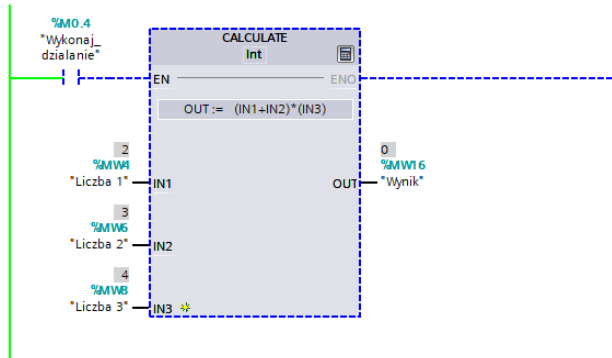 %M0.4
"Wykonaj_
dzialanie"
CALCULATE
Int
EN
ENO
OUT := (IN1+IN2)*(IN3)
2
%MW4
"Liczba 1"
IN1
0
%MW16
OUT
"Wynik"
3
%MW6
"Liczba 2"
IN2
4
%MW8
"Liczba 3"
IN3